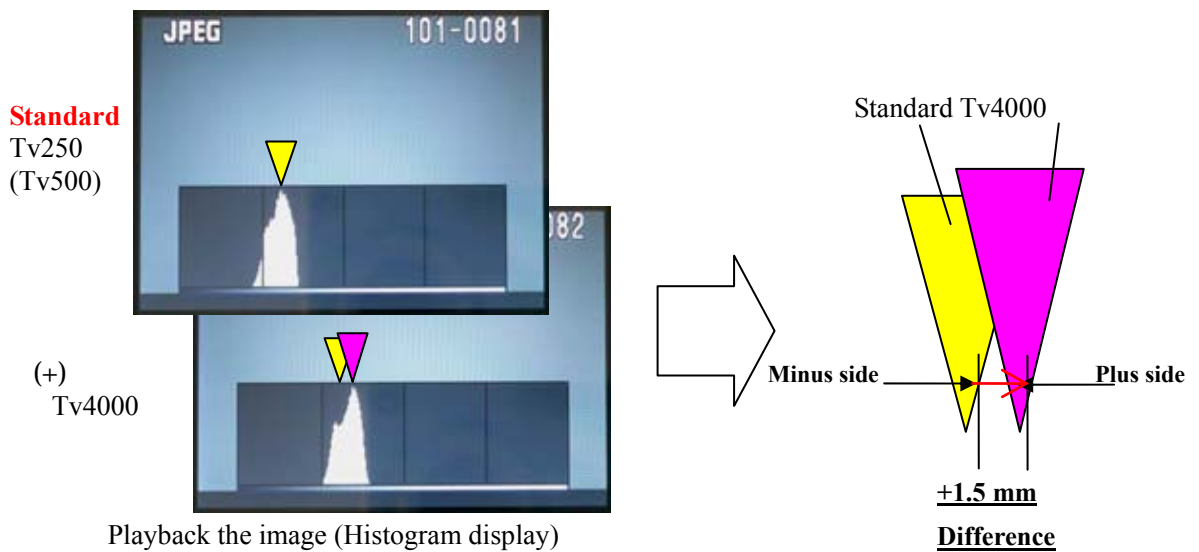 JPEG 101-0081
Standard
Tv250
(Tv500)
082
(+)
Tv4000
Playback the image (Histogram display)
Standard Tv4000
Minus side
Plus side
+1.5 mm
Difference